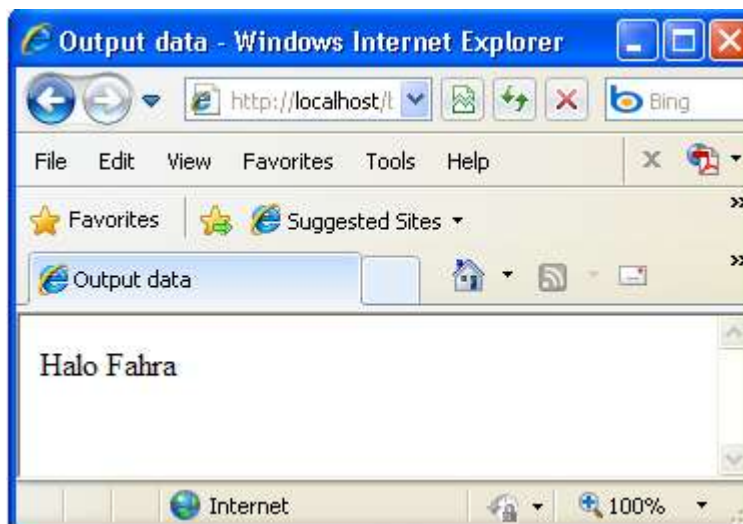 Output data - Windows Internet Explorer
http://localhost/t Bing
File Edit View Favorites Tools Help
Favorites Suggested Sites
Output data
Halo Fahra
Internet 100%